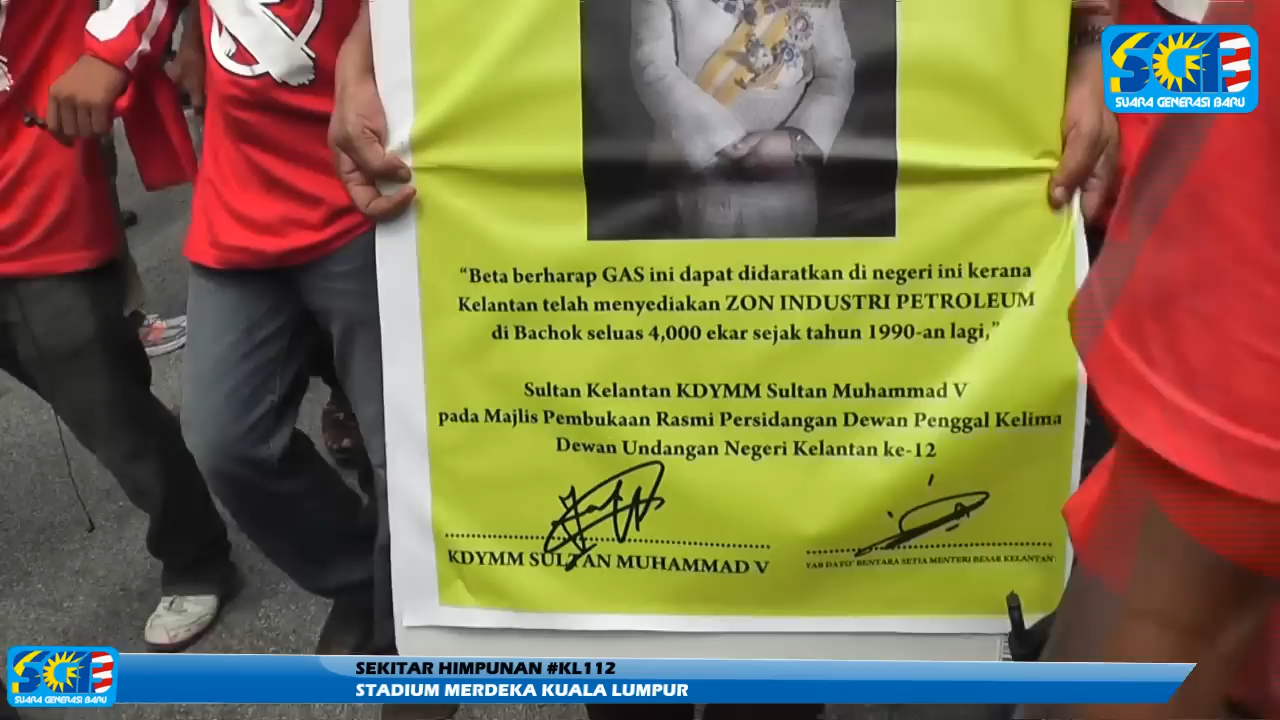 SGB
SUARA GENERASI BARU
“Beta berharap GAS ini dapat didaratkan di negeri ini kerana
Kelantan telah menyediakan ZON INDUSTRI PETROLEUM
di Bachok seluas 4,000 ekar sejak tahun 1990-an lagi,”
Sultan Kelantan KDYMM Sultan Muhammad V
pada Majlis Pembukaan Rasmi Persidangan Dewan Penggal Kelima
Dewan Undangan Negeri Kelantan ke-12
KDYMM SULTAN MUHAMMAD V
YAB DATO' BENTARA SETIA MENTERI BESAR KELANTAN
SGB
SUARA GENERASI BARU
SEKITAR HIMPUNAN #KL112
STADIUM MERDEKA KUALA LUMPUR